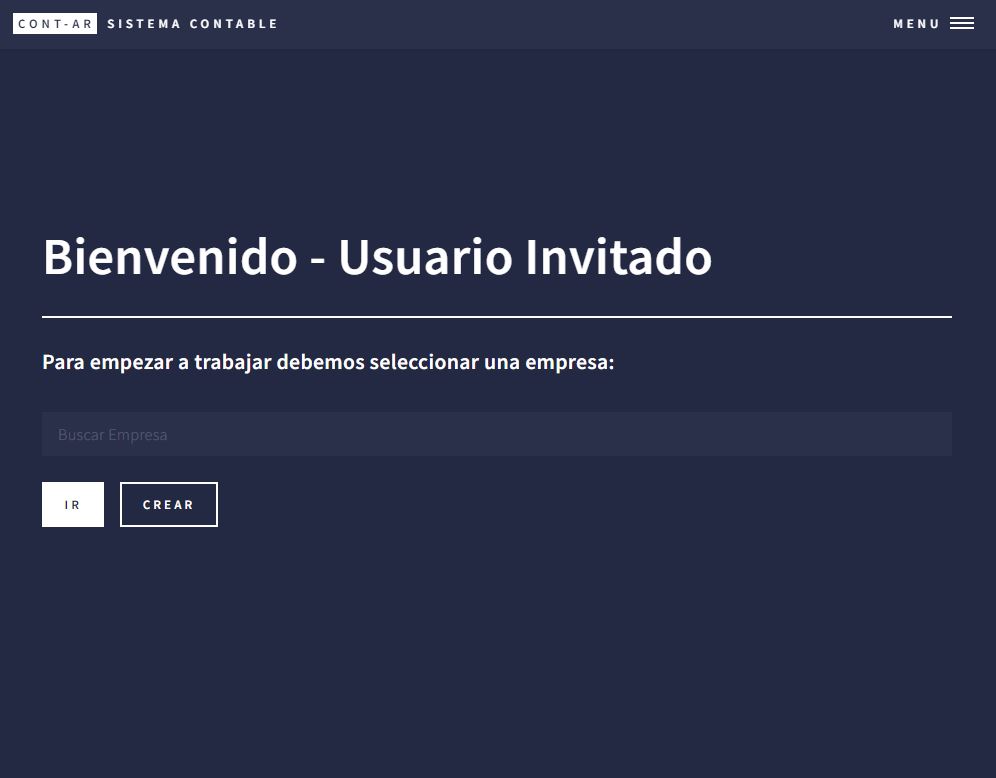 CONT-AR SISTEMA CONTABLE MENU
Bienvenido - Usuario Invitado
Para empezar a trabajar debemos seleccionar una empresa:
Buscar Empresa
IR CREAR